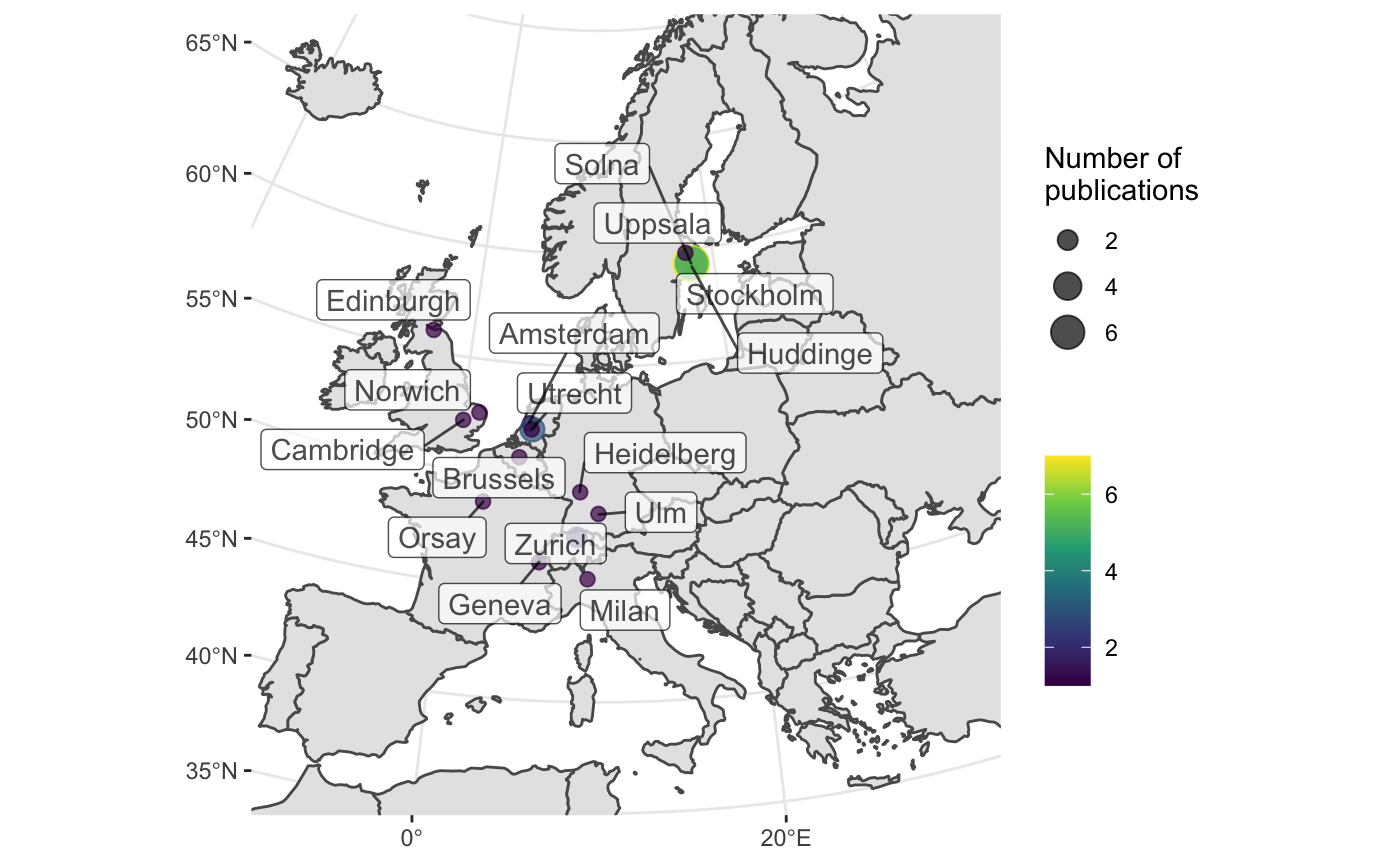 65°N
60°N
55°N
50°N
45°N
40°N
35°N
0°
20°E
Solna
Uppsala
Stockholm
Edinburgh
Amsterdam
Huddinge
Norwich
Utrecht
Cambridge
Heidelberg
Brussels
Ulm
Orsay
Zurich
Geneva
Milan
Number of
publications
2
4
6
6
4
2